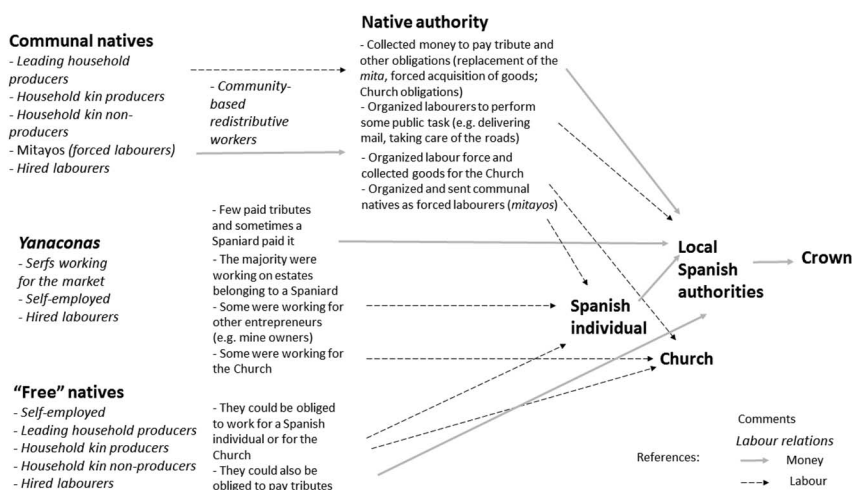 Communal natives
- Leading household
producers
- Household kin producers
- Household kin non-
producers
- Mitayos (forced labourers)
- Hired labourers
- Community-
based
redistributive
workers
Native authority
- Collected money to pay tribute and
other obligations (replacement of the
mita, forced acquisition of goods;
Church obligations)
- Organized labourers to perform
some public task (e.g. delivering
mail, taking care of the roads)
- Organized labour force and
collected goods for the Church
- Organized and sent communal
natives as forced labourers (mitayos)
Yanaconas
- Serfs working
for the market
- Self-employed
- Hired labourers
- Few paid tributes
and sometimes a
Spaniard paid it
- The majority were
working on estates
belonging to a Spaniard
- Some were working for
other entrepreneurs
(e.g. mine owners)
- Some were working for
the Church
Spanish
individual
Local
Spanish
authorities
Crown
Church
"Free" natives
- Self-employed
- Leading household producers
- Household kin producers
- Household kin non-producers
- Hired labourers
- They could be obliged
to work for a Spanish
individual or for the
Church
- They could also be
obliged to pay tributes
References:
Comments
Labour relations
Money
Labour